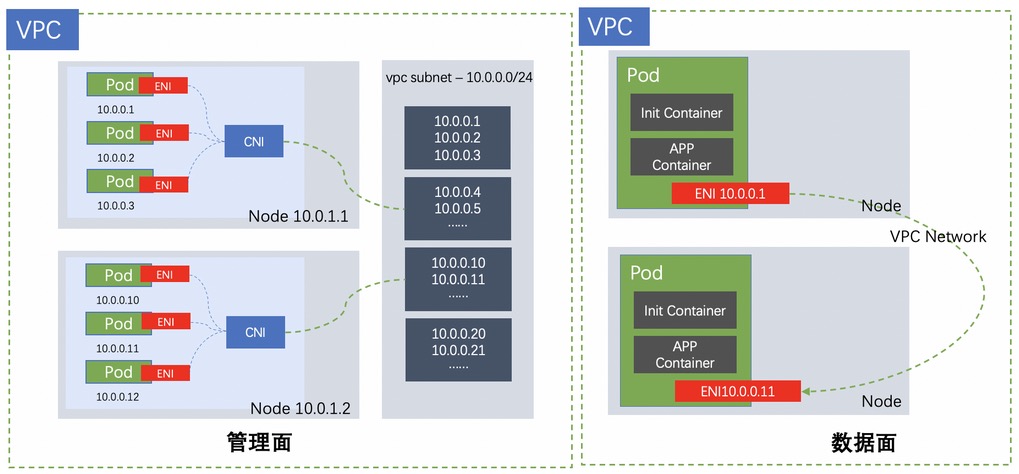 VPC
Pod ENI
10.0.0.1
Pod ENI
10.0.0.2
Pod ENI
10.0.0.3
CNI
Node 10.0.1.1
Pod ENI
10.0.0.10
Pod ENI
10.0.0.11
Pod ENI
10.0.0.12
CNI
Node 10.0.1.2
vpc subnet – 10.0.0.0/24
10.0.0.1
10.0.0.2
10.0.0.3
10.0.0.4
10.0.0.5
......
10.0.0.10
10.0.0.11
......
10.0.0.20
10.0.0.21
......
管理面
VPC
Pod
Init Container
APP
Container
ENI 10.0.0.1
Node
VPC Network
Pod
Init Container
APP
Container
ENI10.0.0.11
Node
数据面